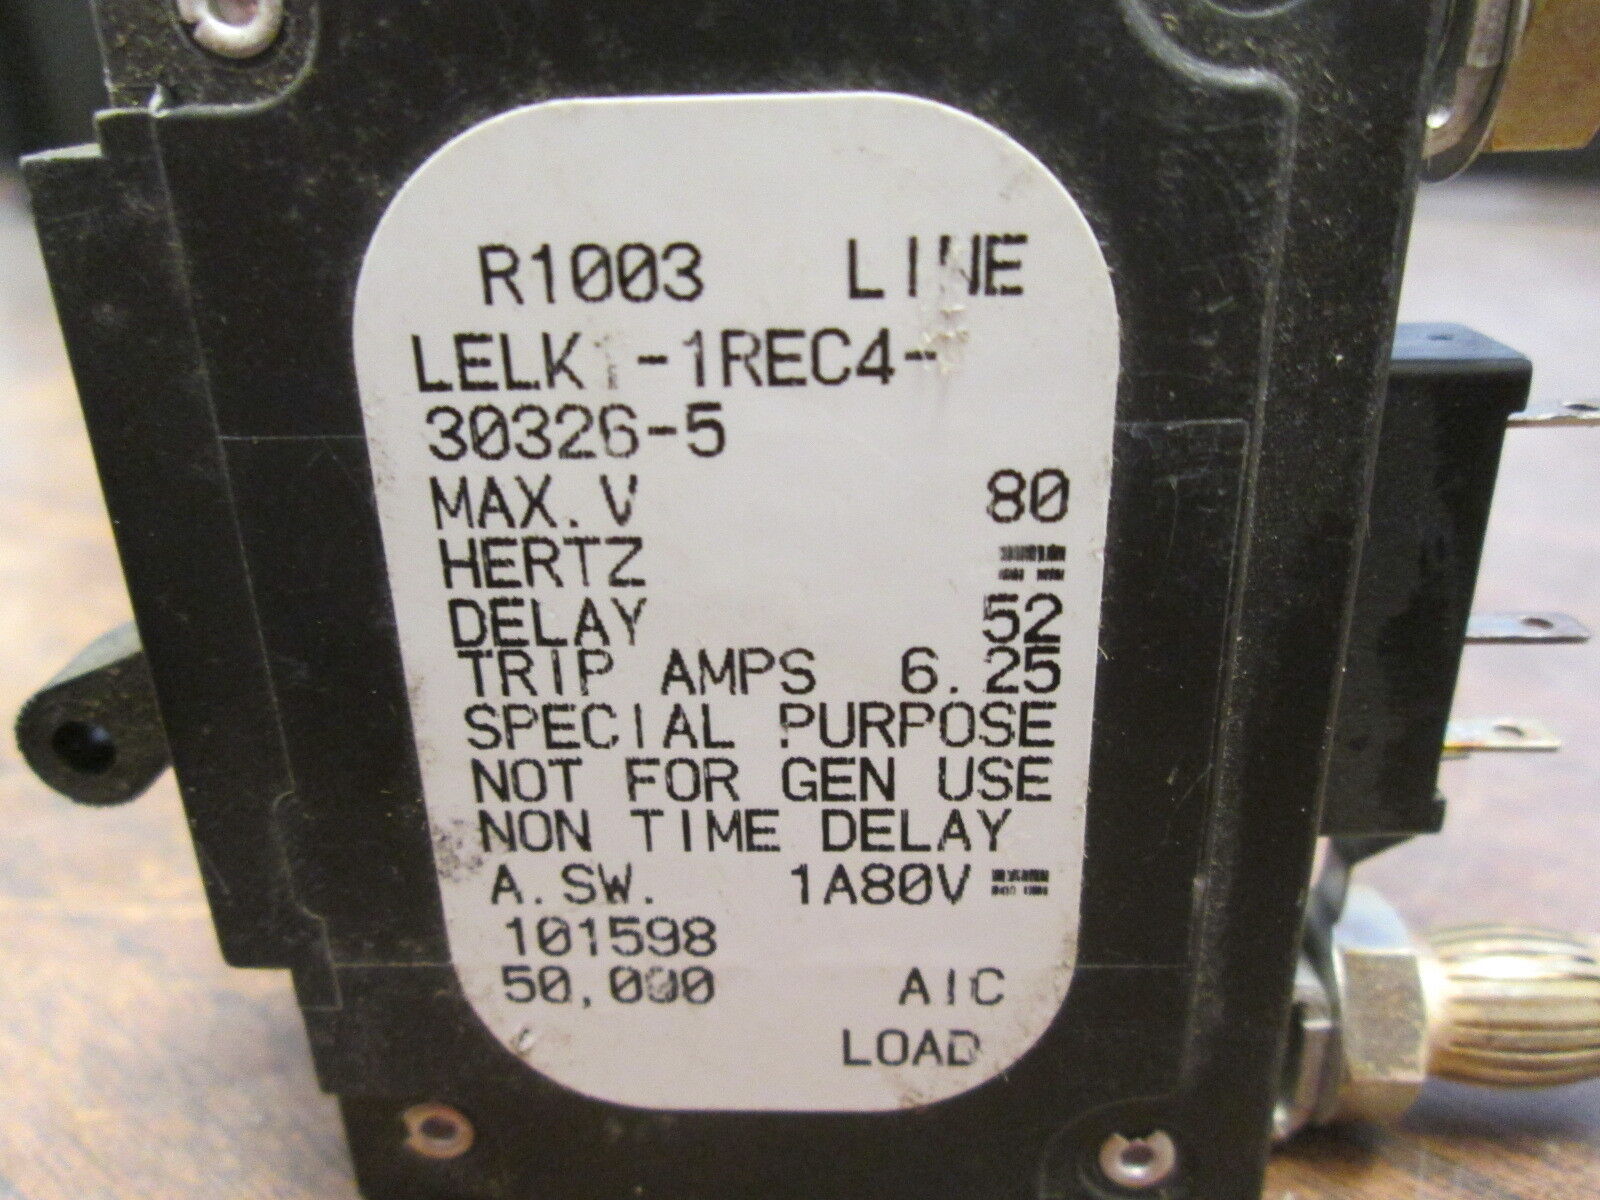 R1003 LINE
LELK1-1REC4-
30326-5
MAX.V 80
HERTZ
DELAY 52
TRIP AMPS 6.25
SPECIAL PURPOSE
NOT FOR GEN USE
NON TIME DELAY
A.SW. 1A80V
101598
50,000 AIC
LOAD